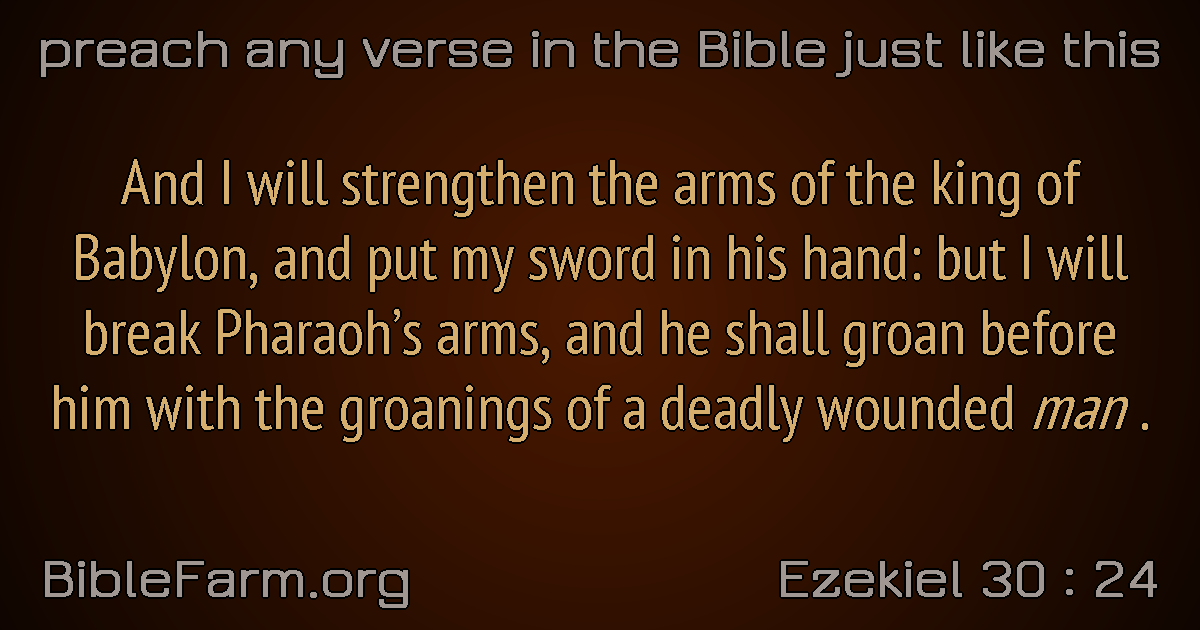 preach any verse in the Bible just like this
And I will strengthen the arms of the king of
Babylon, and put my sword in his hand: but I will
break Pharaoh’s arms, and he shall groan before
him with the groanings of a deadly wounded man .
BibleFarm.org
Ezekiel 30 : 24